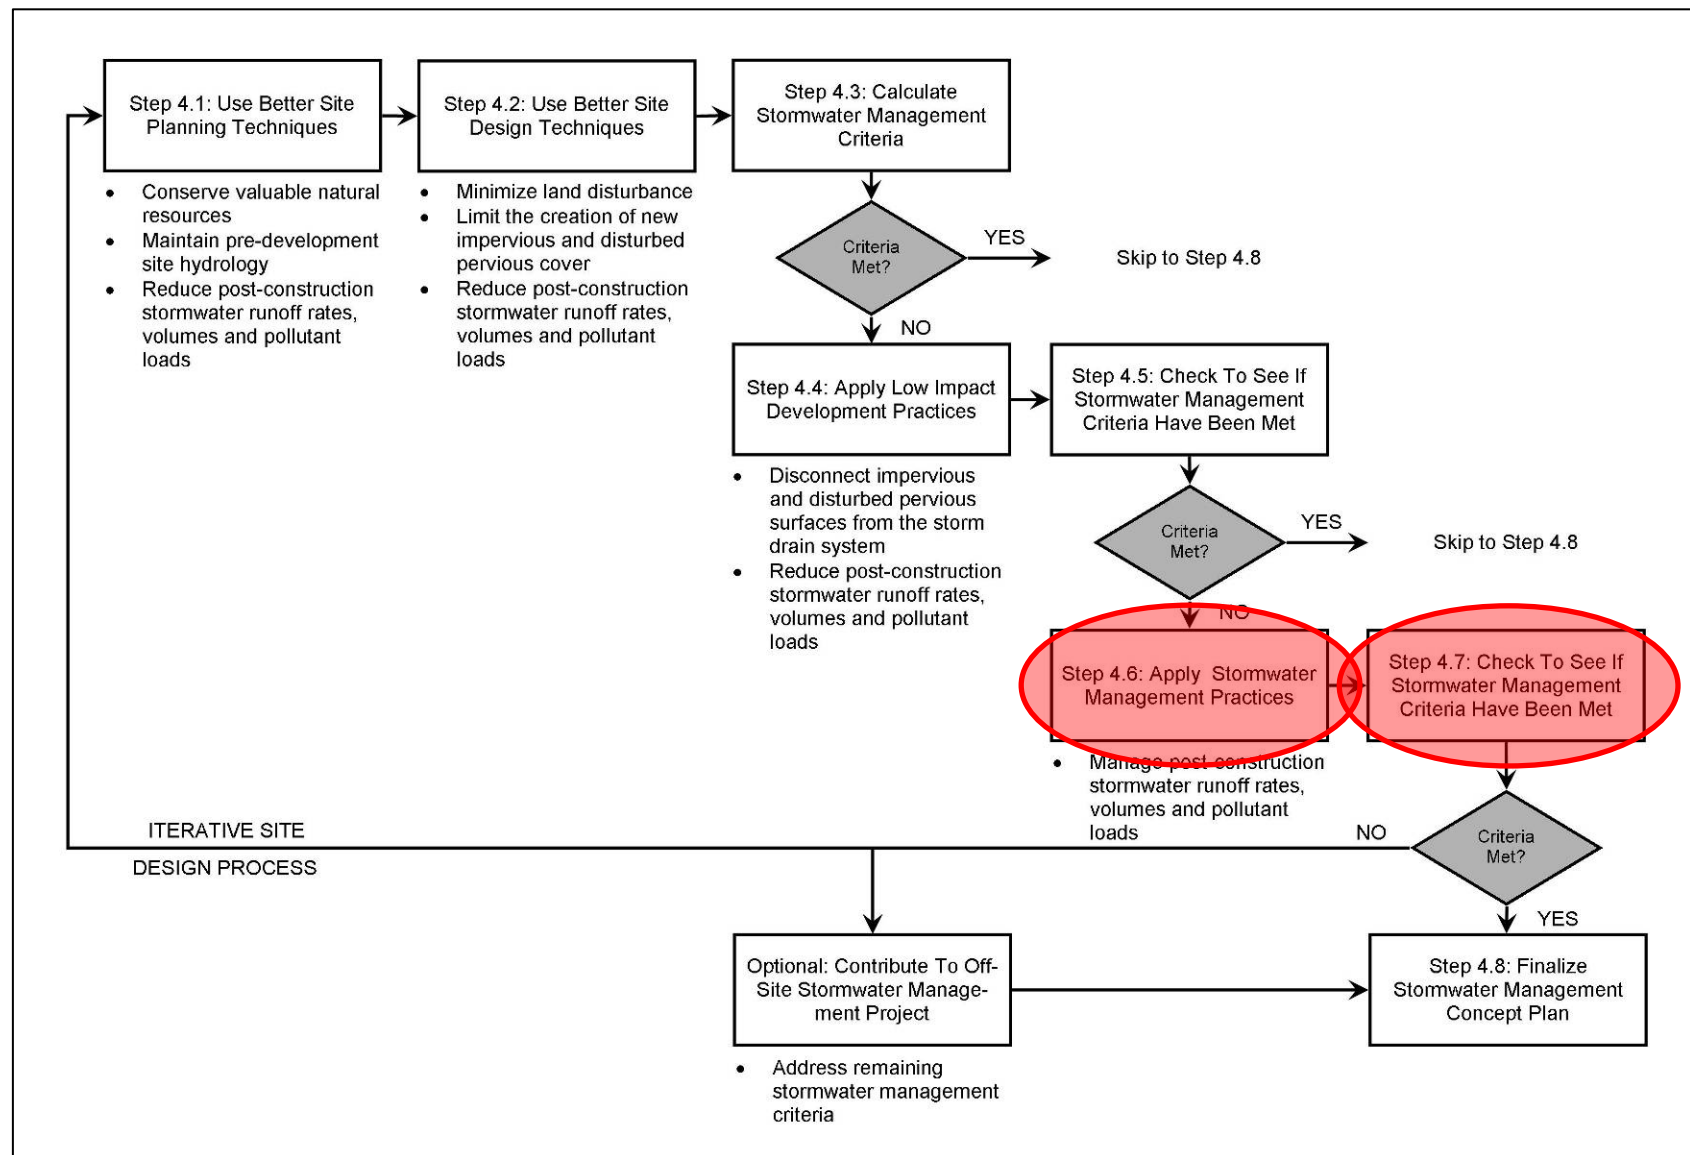 Step 4.1: Use Better Site
Planning Techniques
• Conserve valuable natural
resources
• Maintain pre-development
site hydrology
• Reduce post-construction
stormwater runoff rates,
volumes and pollutant
loads
Step 4.2: Use Better Site
Design Techniques
• Minimize land disturbance
• Limit the creation of new
impervious and disturbed
pervious cover
• Reduce post-construction
stormwater runoff rates,
volumes and pollutant
loads
Step 4.3: Calculate
Stormwater Management
Criteria
Criteria
Met?
YES
Skip to Step 4.8
NO
Step 4.4: Apply Low Impact
Development Practices
• Disconnect impervious
and disturbed pervious
surfaces from the storm
drain system
• Reduce post-construction
stormwater runoff rates,
volumes and pollutant
loads
Step 4.5: Check To See If
Stormwater Management
Criteria Have Been Met
Criteria
Met?
YES
Skip to Step 4.8
NO
Step 4.6: Apply Stormwater
Management Practices
• Manage post-construction
stormwater runoff rates,
volumes and pollutant
loads
Step 4.7: Check To See If
Stormwater Management
Criteria Have Been Met
Criteria
Met?
NO
YES
ITERATIVE SITE
DESIGN PROCESS
Optional: Contribute To Off-
Site Stormwater Manage-
ment Project
• Address remaining
stormwater management
criteria
Step 4.8: Finalize
Stormwater Management
Concept Plan